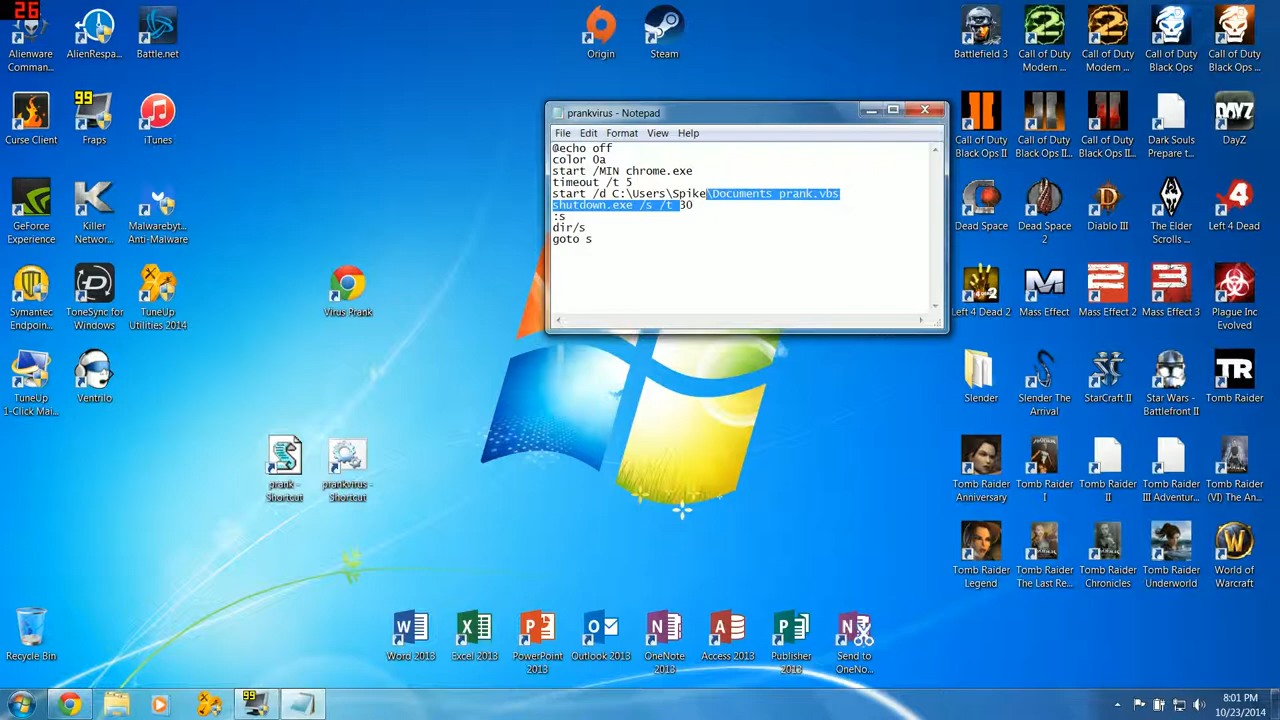 26
Alienware
Comman...
AlienRespa...
Battle.net
Origin
Steam
Battlefield 3
Call of Duty
Modern ...
Call of Duty
Modern ...
Call of Duty
Black Ops
Call of Duty
Black Ops ...
99
Curse Client
Fraps
iTunes
prankvirus - Notepad
File Edit Format View Help
@echo off
color 0a
start /MIN chrome.exe
timeout /t 5
start /d C:\Users\Spike\Documents prank.vbs
shutdown.exe /s /t 30
:s
dir/s
goto s
Call of Duty
Black Ops II
Call of Duty
Black Ops II...
Call of Duty
Black Ops II...
Dark Souls
Prepare t...
DAYZ
DayZ
GeForce
Experience
Killer
Networ...
Malwarebyt...
Anti-Malware
Dead Space
Dead Space
2
Diablo III
The Elder
Scrolls ...
Left 4 Dead
Symantec
Endpoin...
ToneSync for
Windows
TuneUp
Utilities 2014
Virus Prank
Left 4 Dead 2
Mass Effect
Mass Effect 2
Mass Effect 3
Plague Inc
Evolved
TuneUp
1-Click Mai...
Ventrilo
Slender
Slender The
Arrival
StarCraft II
Star Wars -
Battlefront II
TR
Tomb Raider
prank -
Shortcut
prankvirus -
Shortcut
Tomb Raider
Anniversary
Tomb Raider
I
Tomb Raider
II
Tomb Raider
III Adventur...
Tomb Raider
(VI) The An...
Tomb Raider
Legend
Tomb Raider
The Last Re...
Tomb Raider
Chronicles
Tomb Raider
Underworld
World of
Warcraft
Recycle Bin
Word 2013
Excel 2013
PowerPoint
2013
Outlook 2013
OneNote
2013
Access 2013
Publisher
2013
Send to
OneNo...
99
8:01 PM
10/23/2014